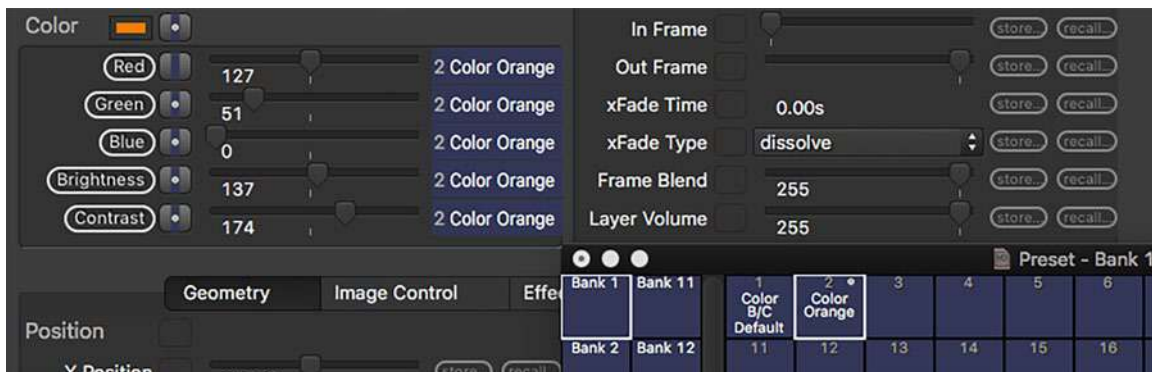 Color
Red 127 2 Color Orange
Green 51 2 Color Orange
Blue 0 2 Color Orange
Brightness 137 2 Color Orange
Contrast 174 2 Color Orange
Geometry Image Control Effe
Position
X Position store... recall...
In Frame store... recall...
Out Frame store... recall...
xFade Time 0.00s store... recall...
xFade Type dissolve store... recall...
Frame Blend 255 store... recall...
Layer Volume 255 store... recall...
Preset - Bank 1
Bank 1 Bank 11 1 2 3 4 5 6
Color B/C Default
Color Orange
Bank 2 Bank 12 11 12 13 14 15 16